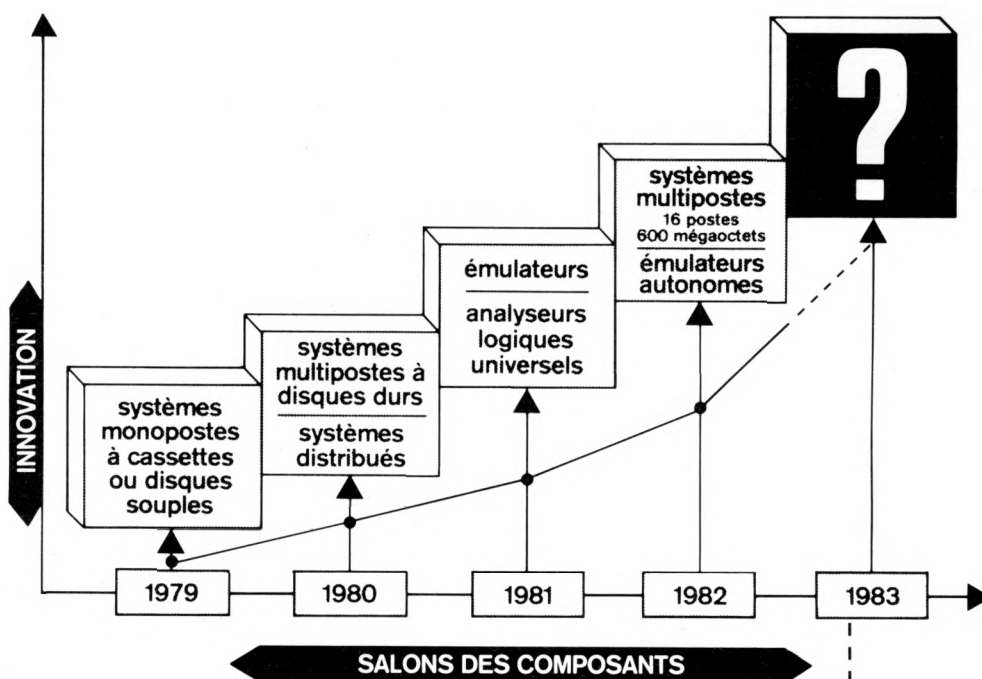 INNOVATION
systèmes
monopostes
à cassettes
ou disques
souples
systèmes
multipostes à
disques durs
systèmes
distribués
émulateurs
analyseurs
logiques
universels
systèmes
multipostes
16 postes
600 mégaoctets
émulateurs
autonomes
?
1979
1980
1981
1982
1983
SALONS DES COMPOSANTS